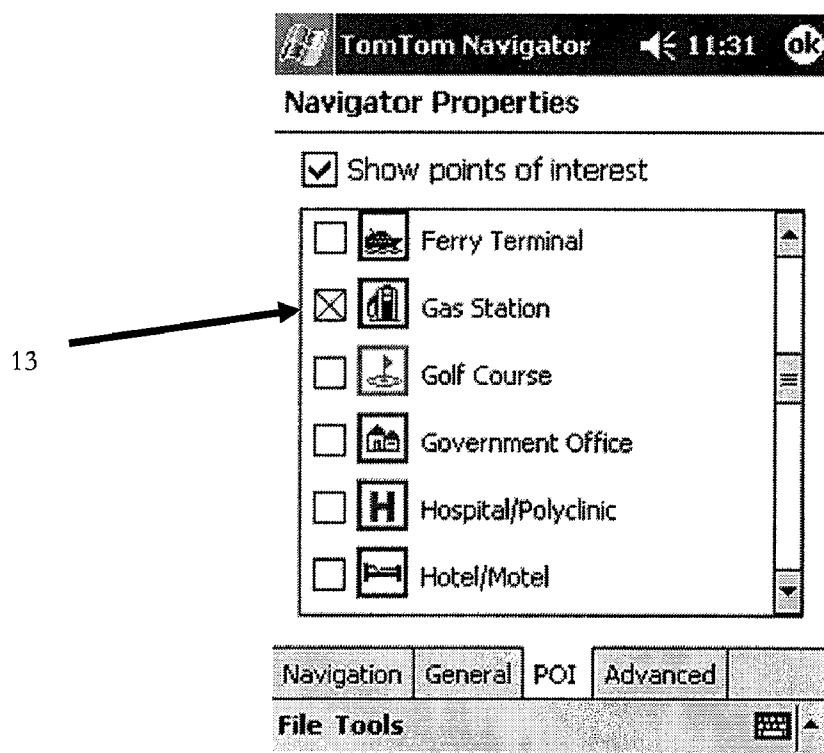 TomTom Navigator 11:31 ok
Navigator Properties
Show points of interest
Ferry Terminal
Gas Station
13
Golf Course
Government Office
H Hospital/Polyclinic
Hotel/Motel
Navigation General POI Advanced
File Tools